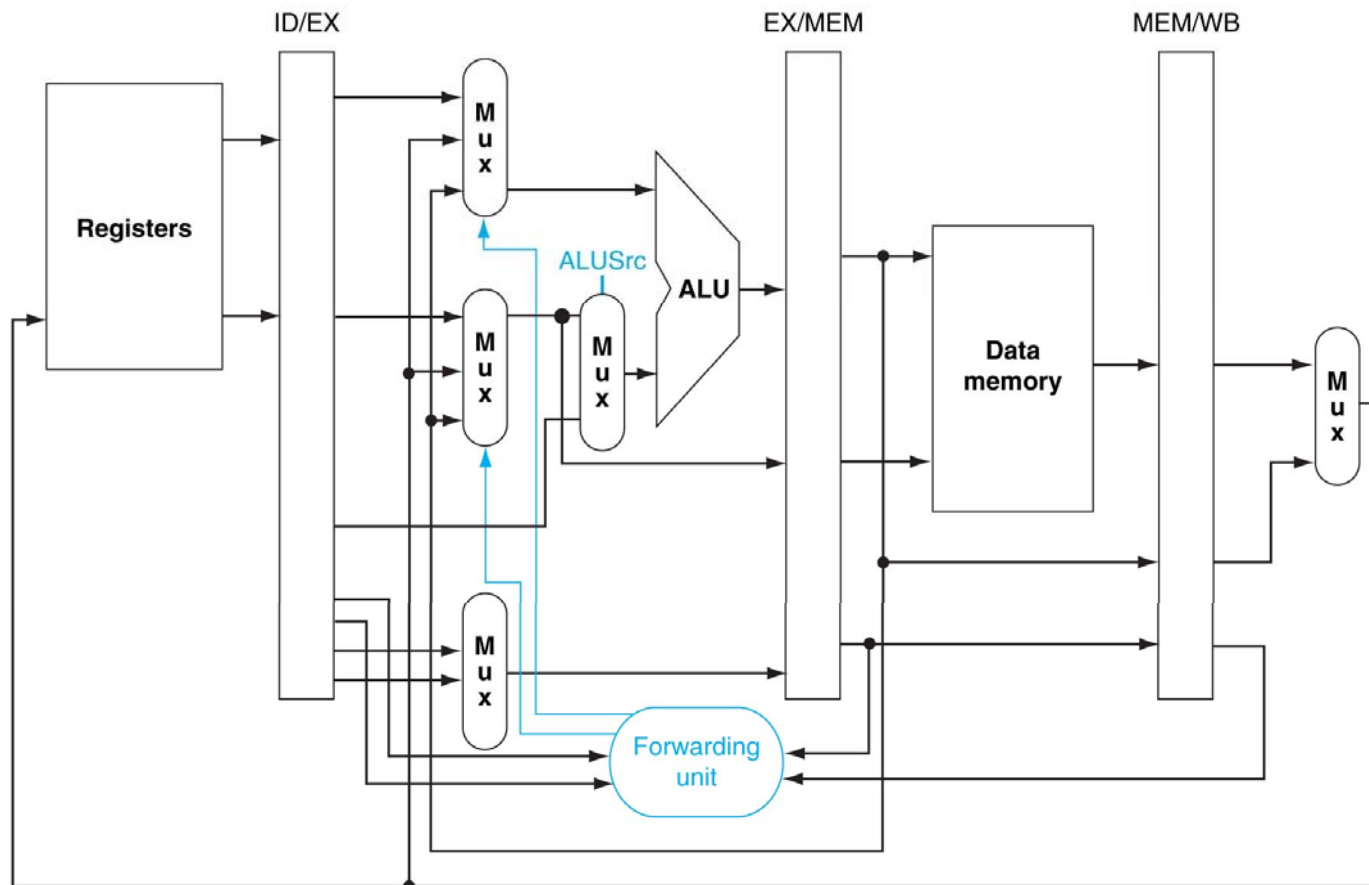 ID/EX
EX/MEM
MEM/WB
Mux
Registers
ALUSrc
ALU
Mux
Mux
Data
memory
Mux
Mux
Forwarding
unit